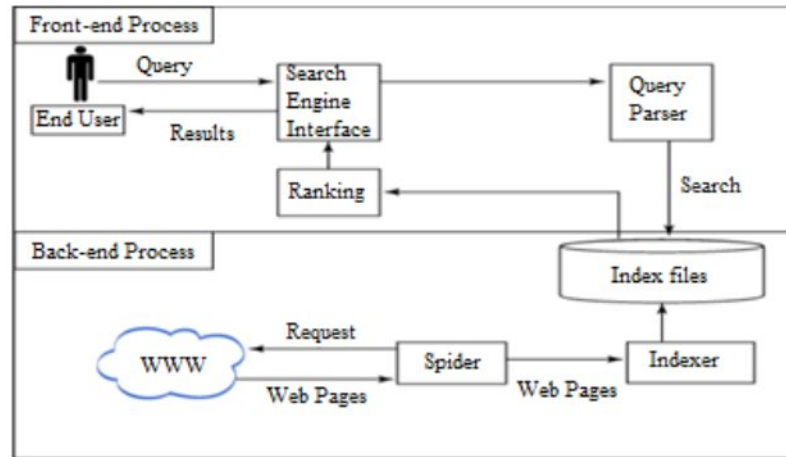 Front-end Process
Query
Search
Engine
Interface
Query
Parser
End User
Results
Ranking
Search
Back-end Process
Index files
Request
WWW
Spider
Indexer
Web Pages
Web Pages